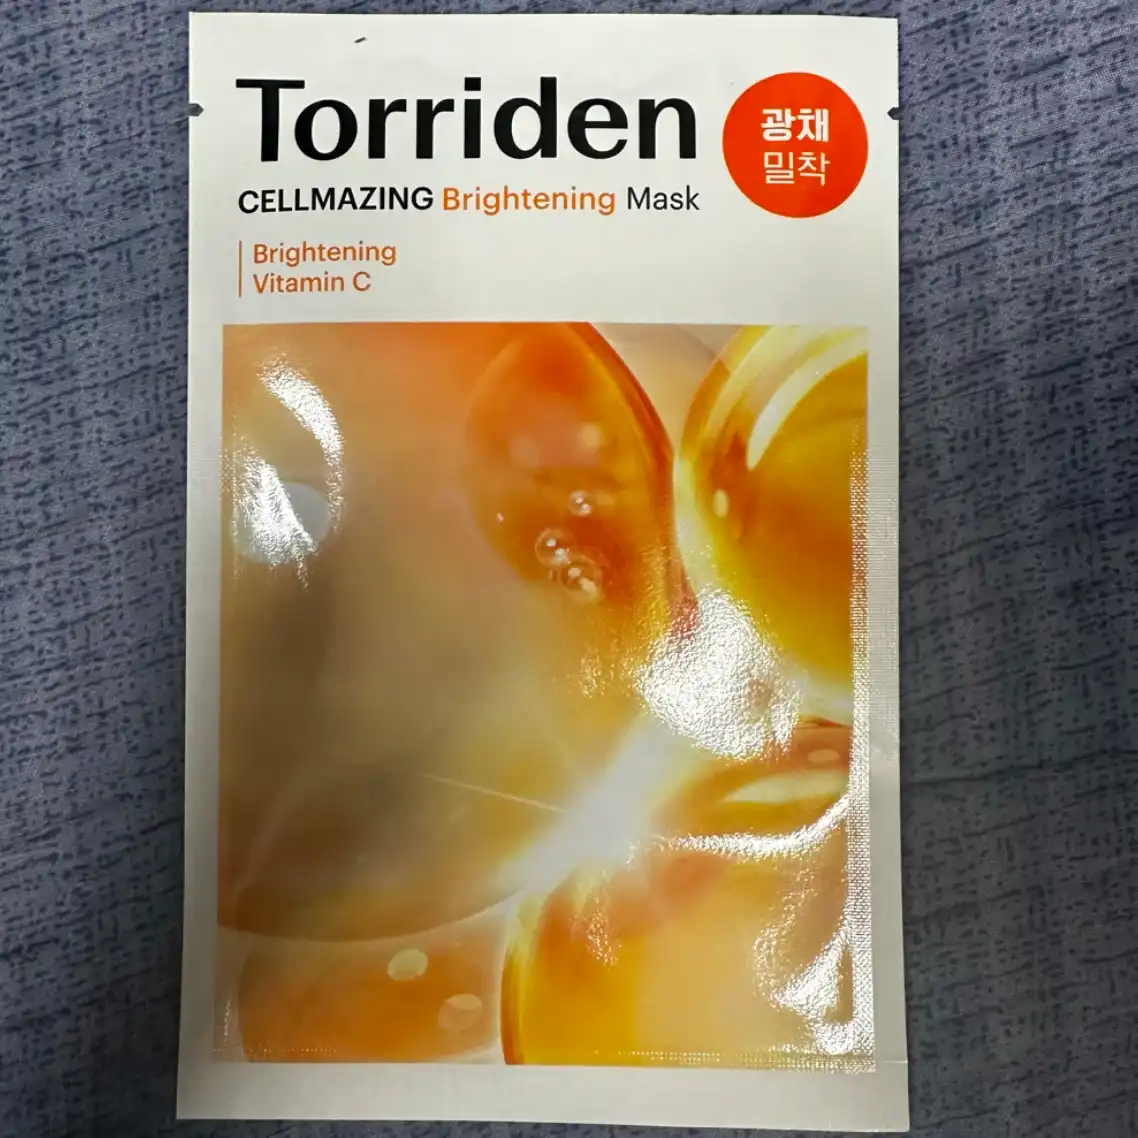 Torriden
광채
밀착
CELLMAZING Brightening Mask
Brightening
Vitamin C